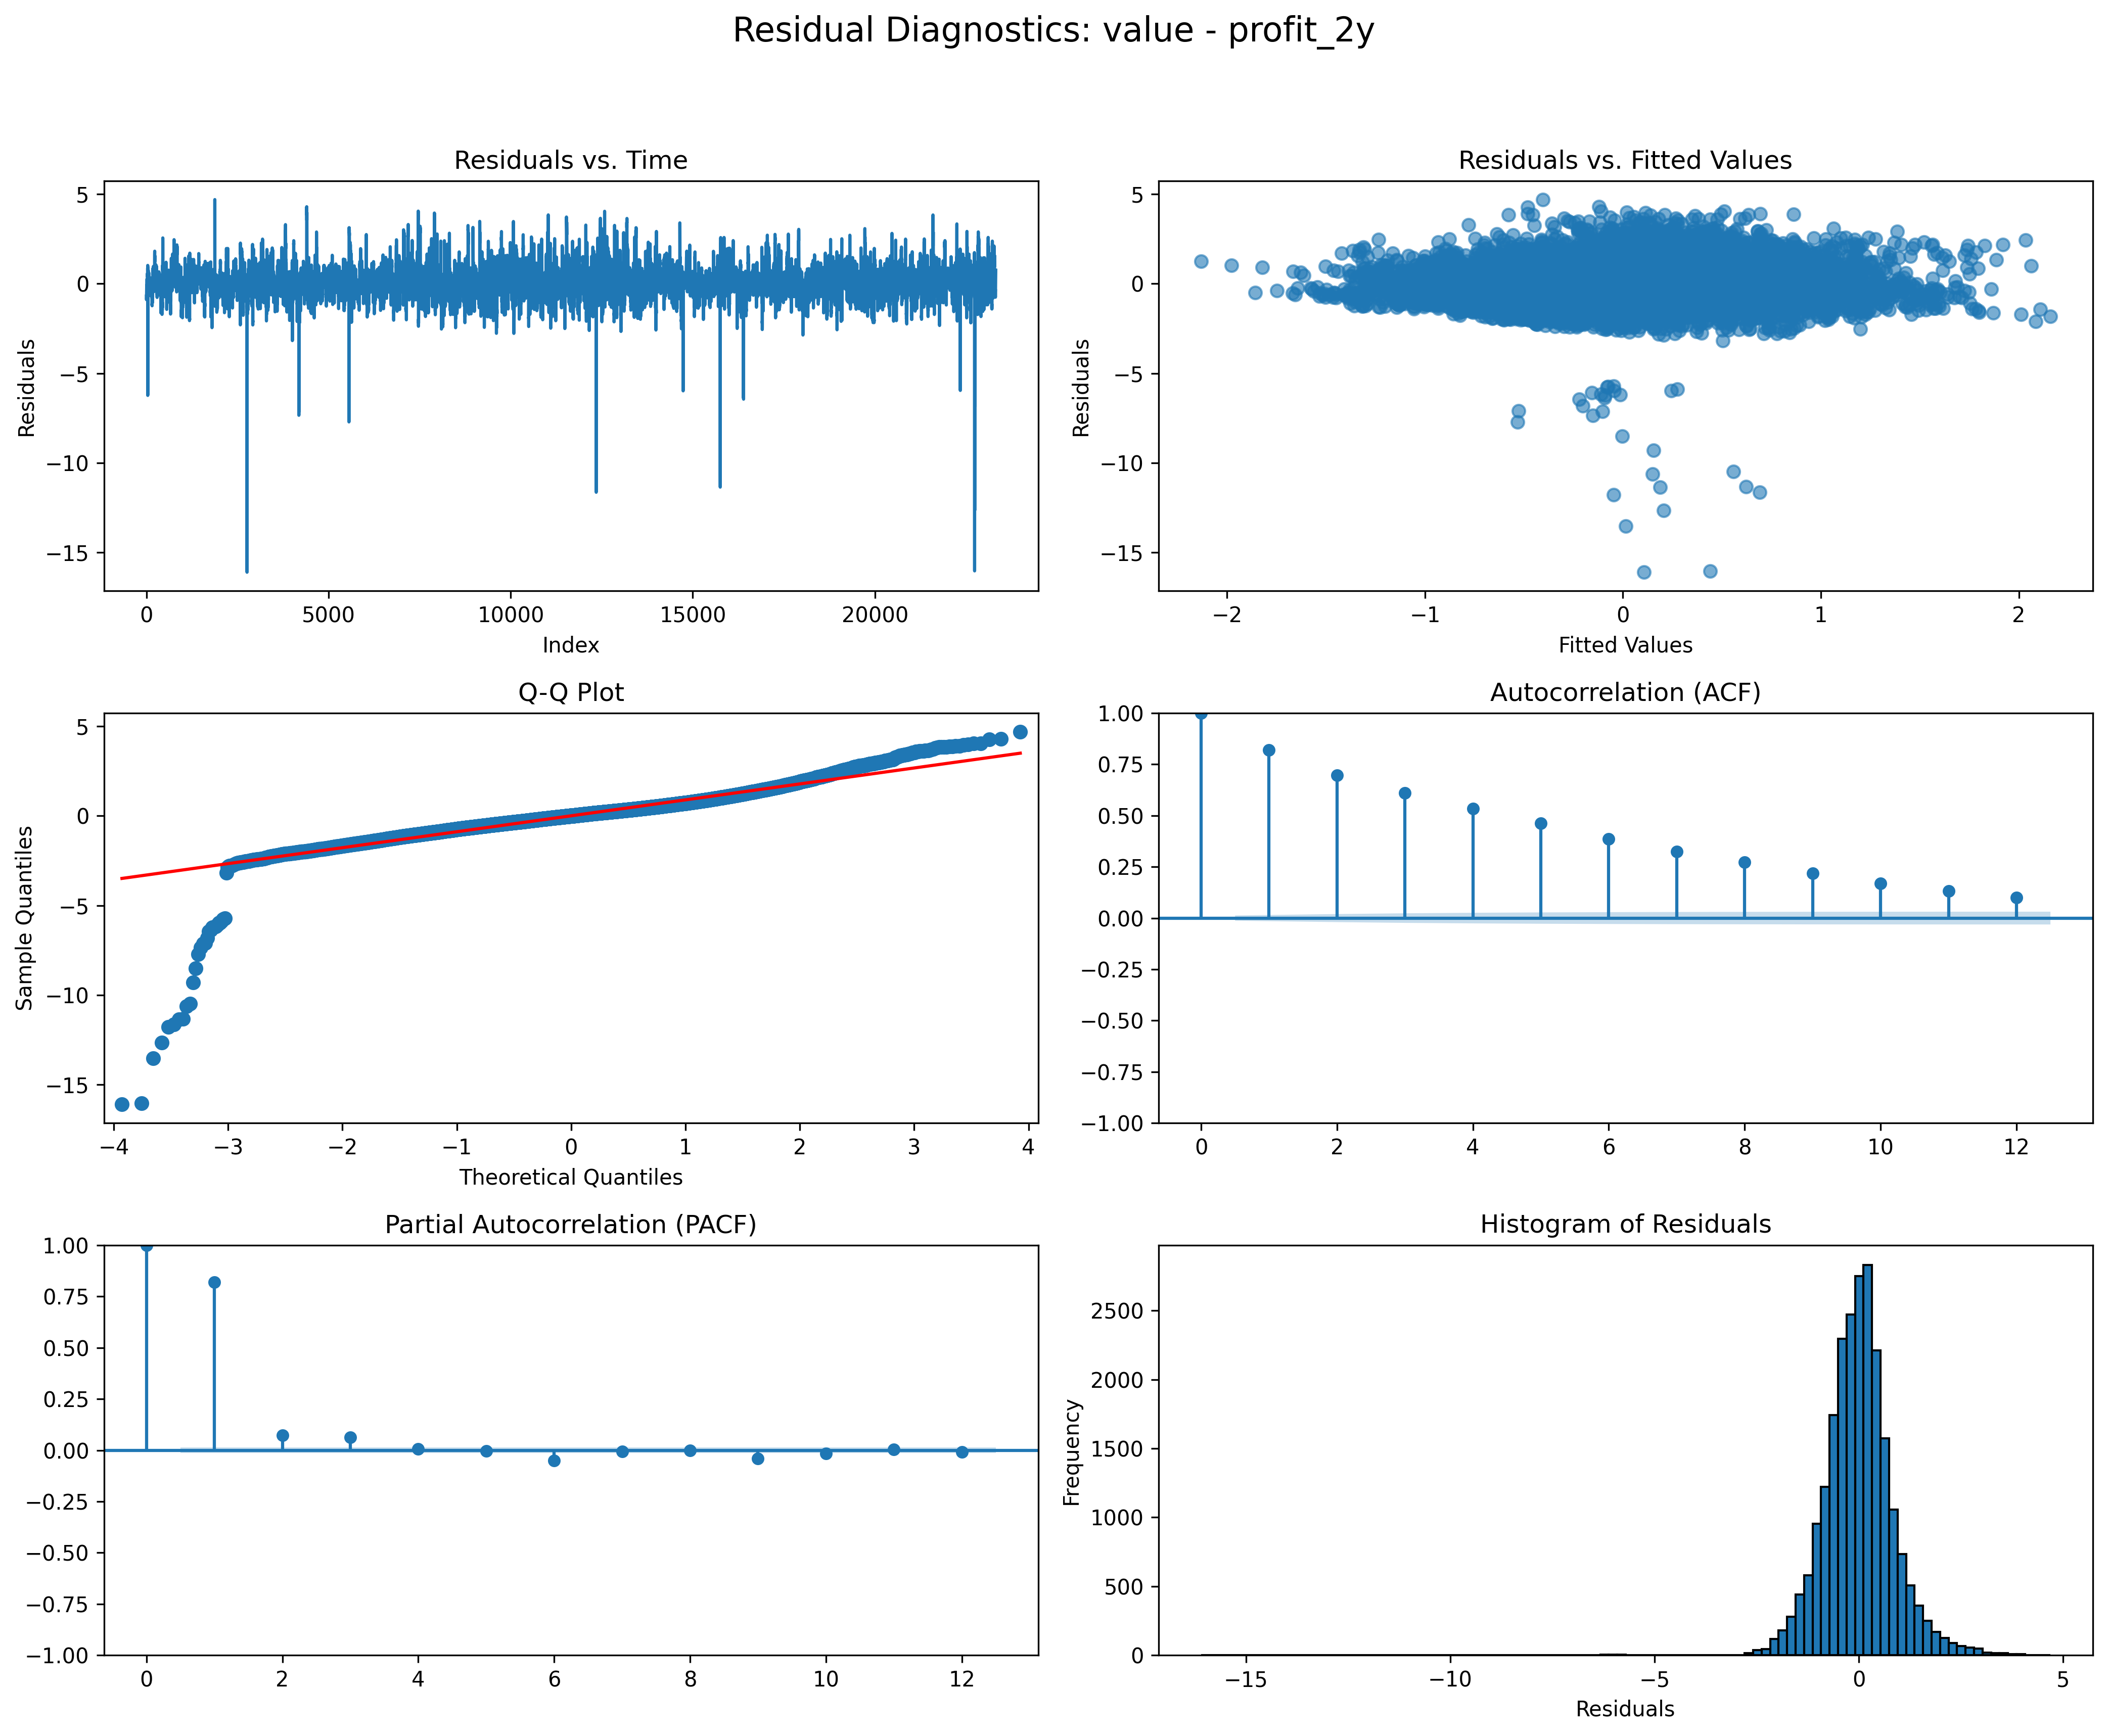 Residual Diagnostics: value - profit_2y
Residuals vs. Time
5
0
−5
−10
−15
Residuals
0 5000 10000 15000 20000
Index
Residuals vs. Fitted Values
5
0
−5
−10
−15
Residuals
−2 −1 0 1 2
Fitted Values
Q-Q Plot
5
0
−5
−10
−15
Sample Quantiles
−4 −3 −2 −1 0 1 2 3 4
Theoretical Quantiles
Autocorrelation (ACF)
1.00
0.75
0.50
0.25
0.00
−0.25
−0.50
−0.75
−1.00
0 2 4 6 8 10 12
Partial Autocorrelation (PACF)
1.00
0.75
0.50
0.25
0.00
−0.25
−0.50
−0.75
−1.00
0 2 4 6 8 10 12
Histogram of Residuals
2500
2000
1500
1000
500
0
Frequency
−15 −10 −5 0 5
Residuals